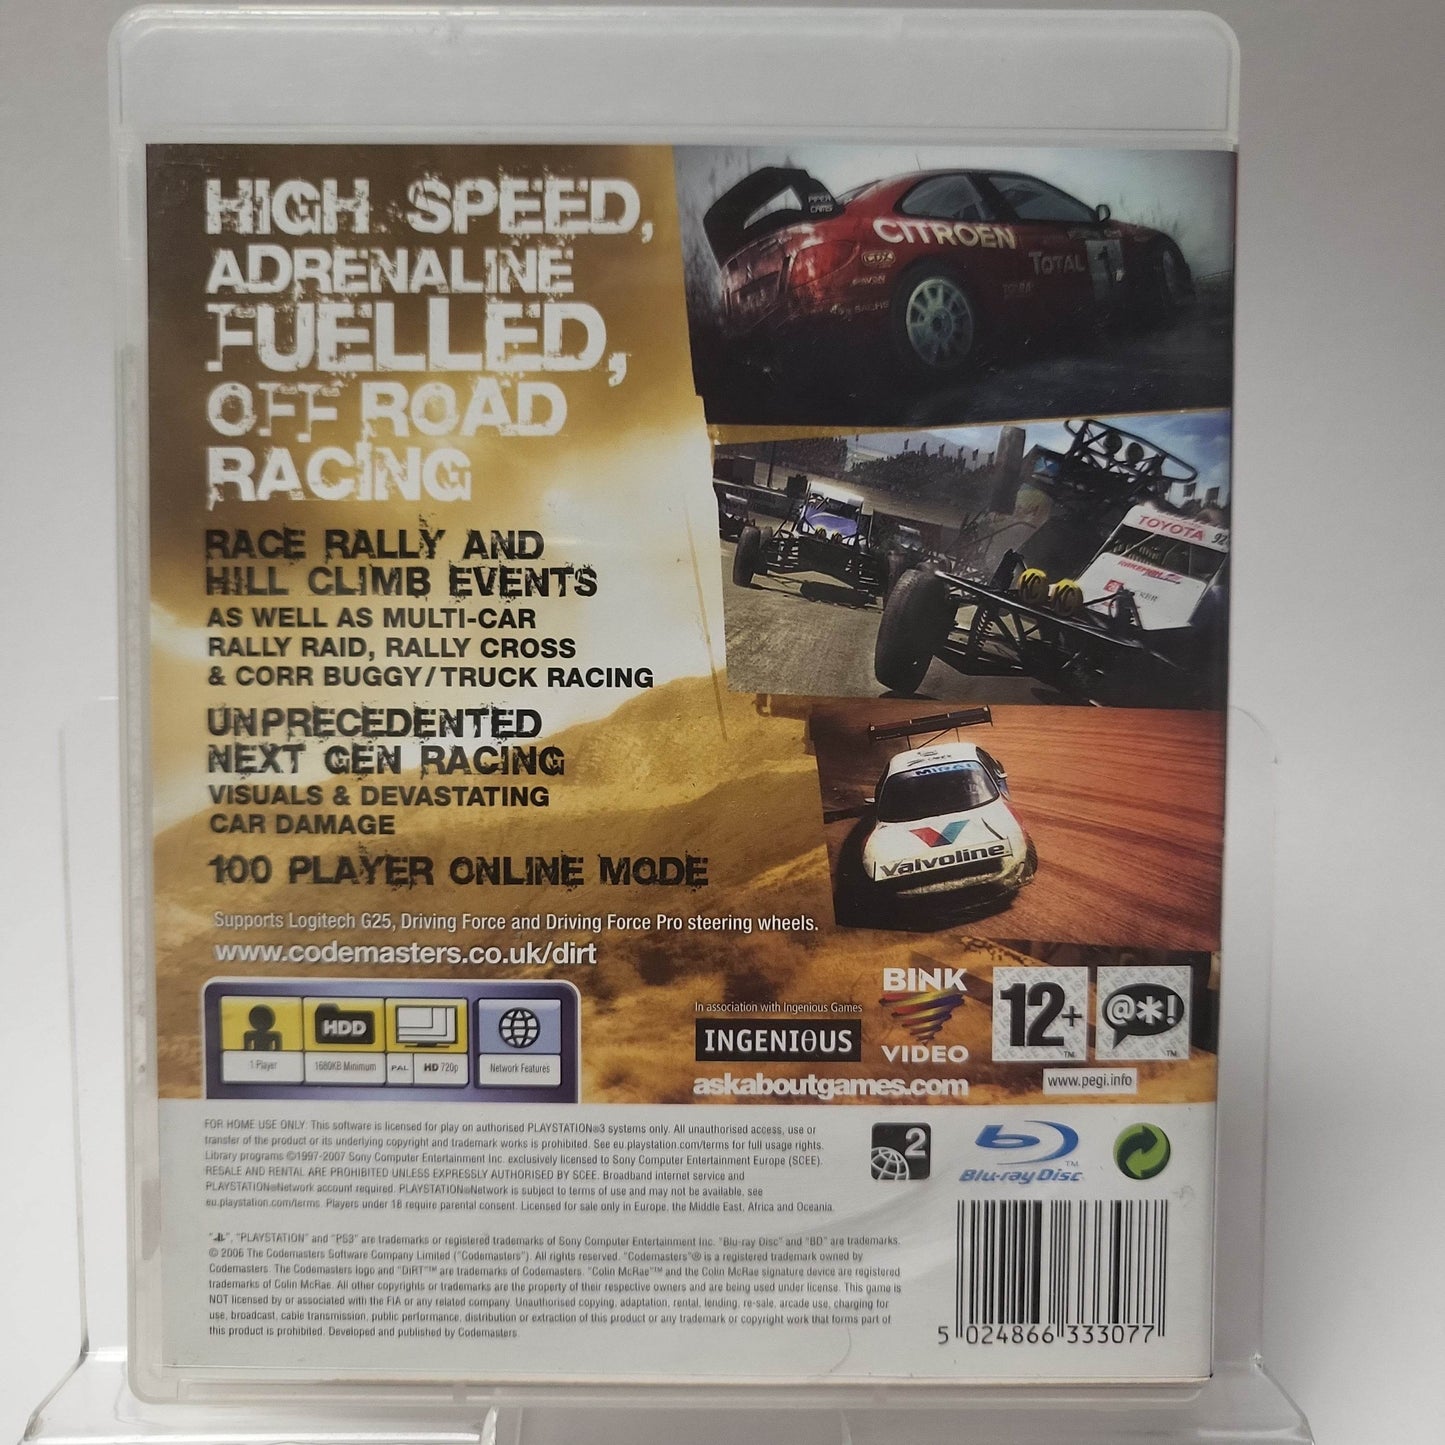 HIGH SPEED,
ADRENALINE
FUELLED,
OFF ROAD
RACING
RACE RALLY AND
HILL CLIMB EVENTS
AS WELL AS MULTI-CAR
RALLY RAID, RALLY CROSS
& CORR BUGGY/TRUCK RACING
UNPRECEDENTED
NEXT GEN RACING
VISUALS & DEVASTATING
CAR DAMAGE
100 PLAYER ONLINE MODE
Supports Logitech G25, Driving Force and Driving Force Pro steering wheels.
www.codemasters.co.uk/dirt
PIPER
CAMS
CITROEN
TOTAL
SACHS
1
TOYOTA
92
KC
KC
MIRAI
Valvoline
HDD
1 Player
1680KB Minimum
PAL
HD 720p
Network Features
In association with Ingenious Games
INGENIOUS
BINK
VIDEO
askaboutgames.com
12+
TM
@*!
TM
www.pegi.info
FOR HOME USE ONLY: This software is licensed for play on authorised PLAYSTATION®3 systems only. All unauthorised access, use or
transfer of the product or its underlying copyright and trademark works is prohibited. See eu.playstation.com/terms for full usage rights.
Library programs ©1997-2007 Sony Computer Entertainment Inc. exclusively licensed to Sony Computer Entertainment Europe (SCEE).
RESALE AND RENTAL ARE PROHIBITED UNLESS EXPRESSLY AUTHORISED BY SCEE. Broadband internet service and
PLAYSTATION®Network account required. PLAYSTATION®Network is subject to terms of use and may not be available, see
eu.playstation.com/terms. Players under 18 require parental consent. Licensed for sale only in Europe, the Middle East, Africa and Oceania.
2
Blu-ray Disc
TM
", "PLAYSTATION" and "PS3" are trademarks or registered trademarks of Sony Computer Entertainment Inc. "Blu-ray Disc" and "BD" are trademarks.
© 2006 The Codemasters Software Company Limited ("Codemasters"). All rights reserved. "Codemasters"® is a registered trademark owned by
Codemasters. The Codemasters logo and "DiRT"™ are trademarks of Codemasters. "Colin McRae"™ and the Colin McRae signature device are registered
trademarks of Colin McRae. All other copyrights or trademarks are the property of their respective owners and are being used under license. This game is
NOT licensed by or associated with the FIA or any related company. Unauthorised copying, adaptation, rental, lending, re-sale, arcade use, charging for
use, broadcast, cable transmission, public performance, distribution or extraction of this product or any trademark or copyright work that forms part of
this product is prohibited. Developed and published by Codemasters.
5 024866 333077